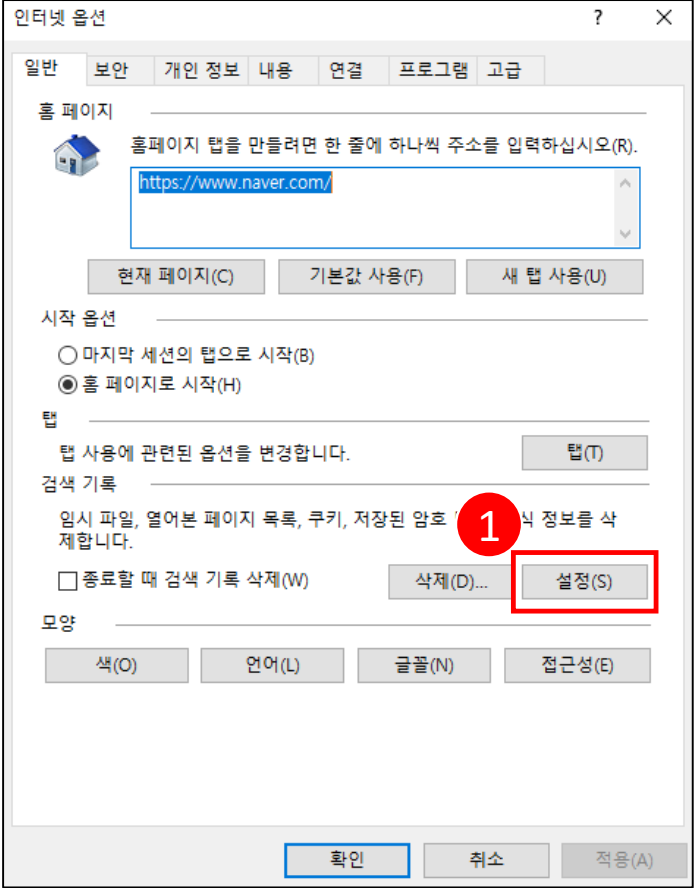 인터넷 옵션 ? ×
일반 보안 개인 정보 내용 연결 프로그램 고급
홈 페이지
홈페이지 탭을 만들려면 한 줄에 하나씩 주소를 입력하십시오(R).
https://www.naver.com/
현재 페이지(C) 기본값 사용(F) 새 탭 사용(U)
시작 옵션
마지막 세션의 탭으로 시작(B)
홈 페이지로 시작(H)
탭
탭 사용에 관련된 옵션을 변경합니다. 탭(T)
검색 기록
임시 파일, 열어본 페이지 목록, 쿠키, 저장된 암호 1 식 정보를 삭
제합니다.
종료할 때 검색 기록 삭제(W) 삭제(D)... 설정(S)
모양
색(O) 언어(L) 글꼴(N) 접근성(E)
확인 취소 적용(A)